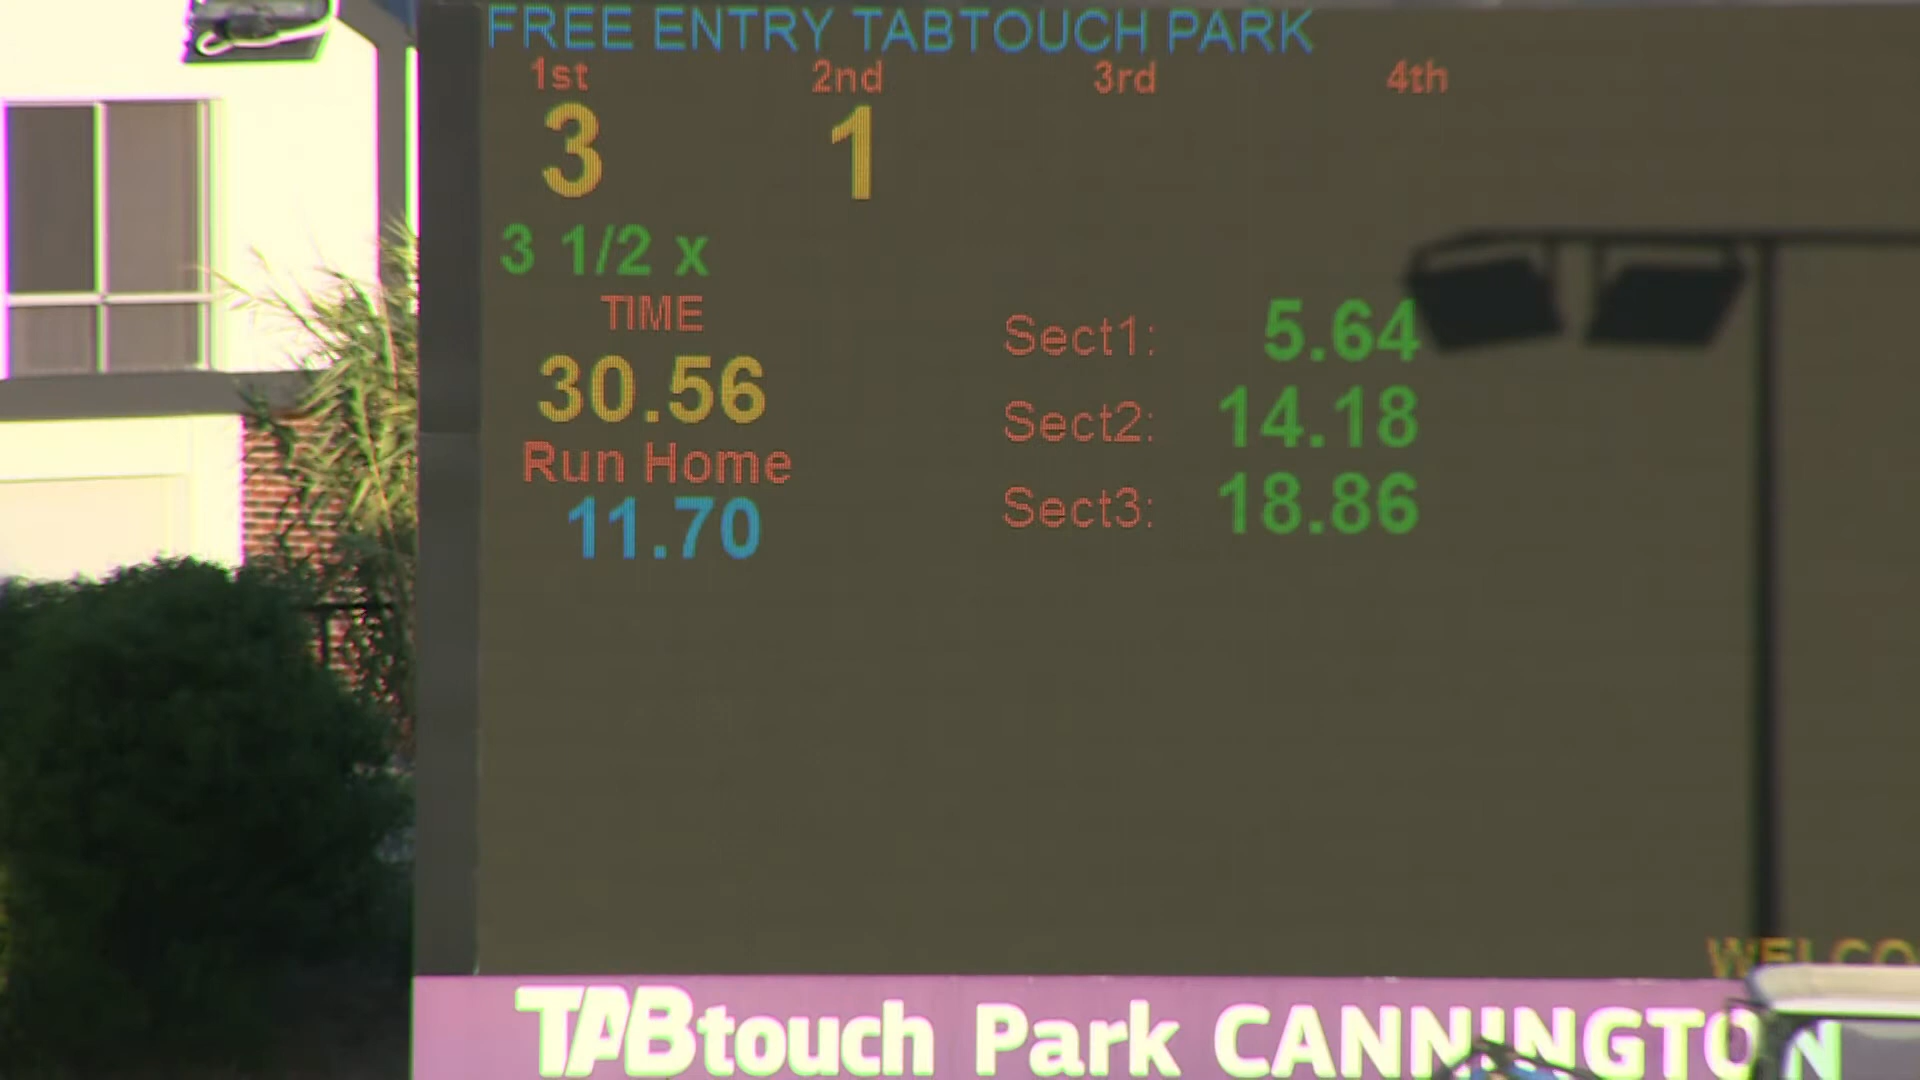 FREE ENTRY TABTOUCH PARK
1st 2nd 3rd 4th
3 1
3 1/2 x
TIME
30.56
Run Home
11.70
Sect1: 5.64
Sect2: 14.18
Sect3: 18.86
TABtouch Park CANNINGTON